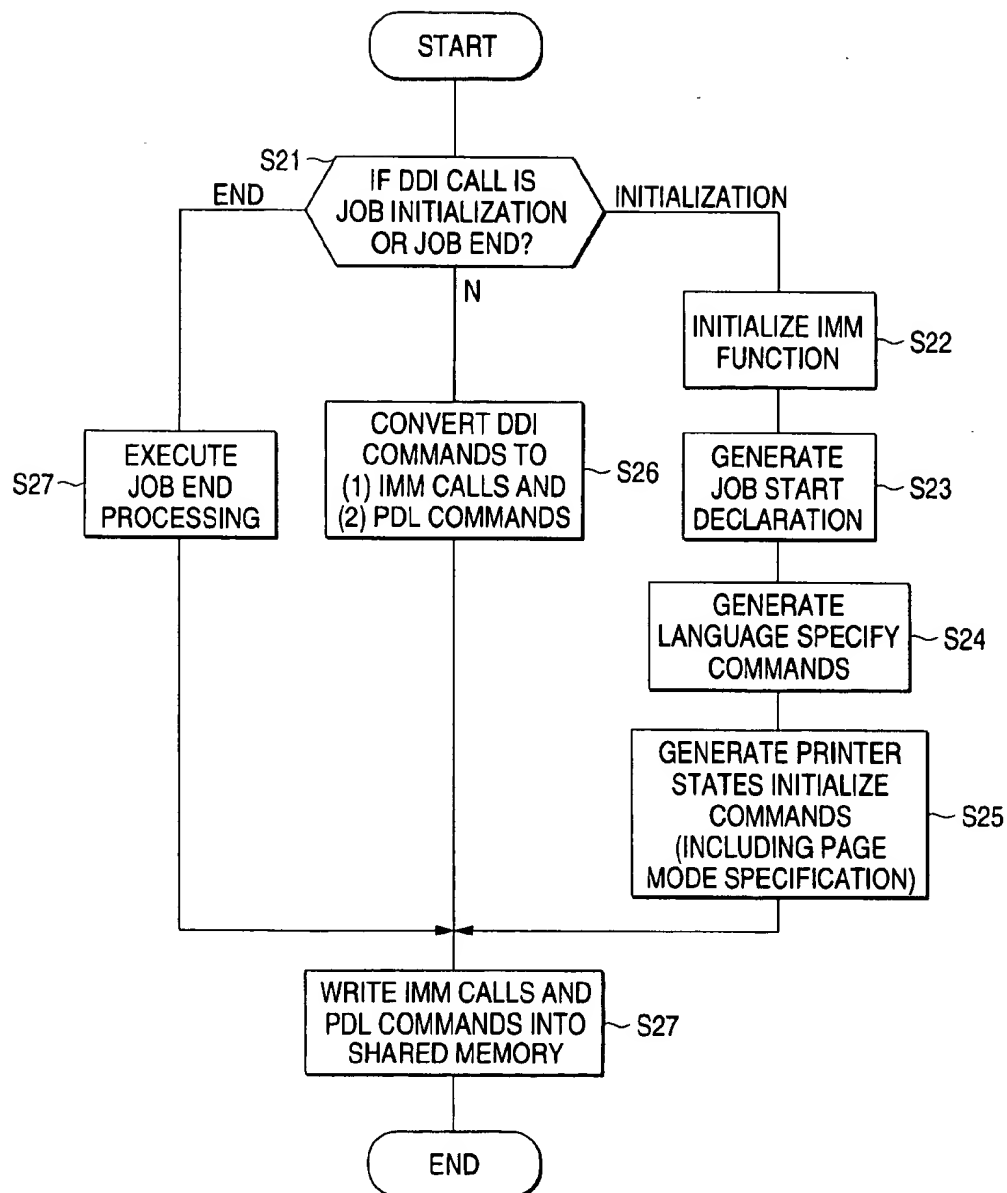 START
S21
IF DDI CALL IS
JOB INITIALIZATION
OR JOB END?
END
INITIALIZATION
N
INITIALIZE IMM
FUNCTION
S22
S27
EXECUTE
JOB END
PROCESSING
CONVERT DDI
COMMANDS TO
(1) IMM CALLS AND
(2) PDL COMMANDS
S26
GENERATE
JOB START
DECLARATION
S23
GENERATE
LANGUAGE SPECIFY
COMMANDS
S24
GENERATE PRINTER
STATES INITIALIZE
COMMANDS
(INCLUDING PAGE
MODE SPECIFICATION)
S25
WRITE IMM CALLS AND
PDL COMMANDS INTO
SHARED MEMORY
S27
END